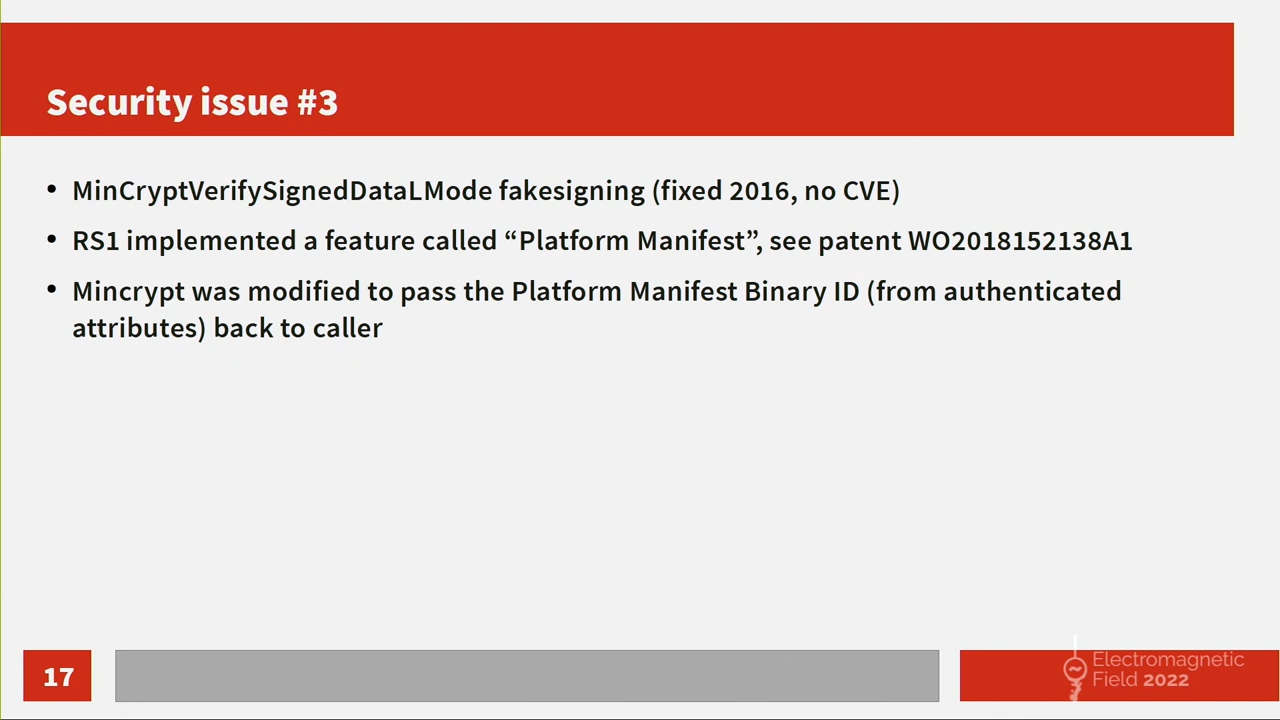 Security issue #3
• MinCryptVerifySignedDataLMode fakesigning (fixed 2016, no CVE)
• RS1 implemented a feature called “Platform Manifest”, see patent WO2018152138A1
• Mincrypt was modified to pass the Platform Manifest Binary ID (from authenticated
attributes) back to caller
17
Electromagnetic
Field 2022